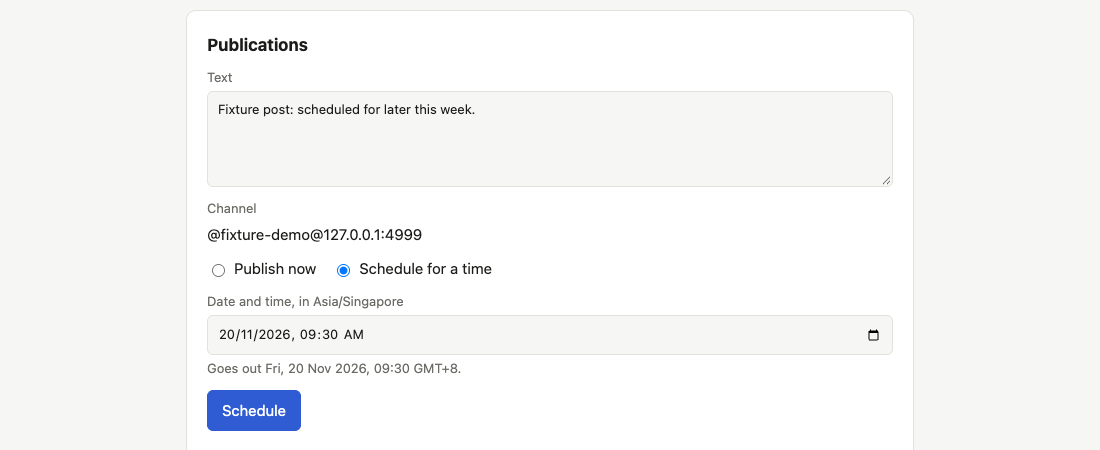 Publications
Text
Fixture post: scheduled for later this week.
Channel
@fixture-demo@127.0.0.1:4999
Publish now Schedule for a time
Date and time, in Asia/Singapore
20/11/2026, 09:30 AM
Goes out Fri, 20 Nov 2026, 09:30 GMT+8.
Schedule